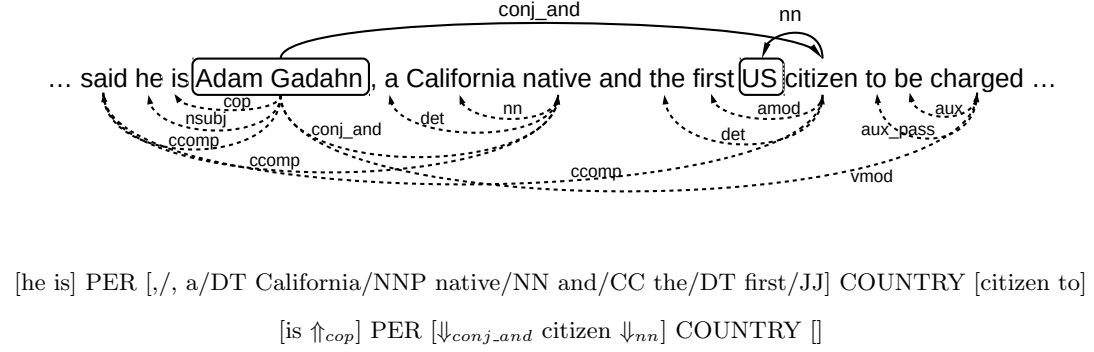 conj_and
nn
... said he is Adam Gadahn, a California native and the first US citizen to be charged ...
cop
nn
amod
aux
nsubj
det
conj_and
det
aux_pass
ccomp
ccomp
ccomp
vmod
[he is] PER [,/, a/DT California/NNP native/NN and/CC the/DT first/JJ] COUNTRY [citizen to]
[is ⇑cop] PER [⇓conj_and citizen ⇓nn] COUNTRY []